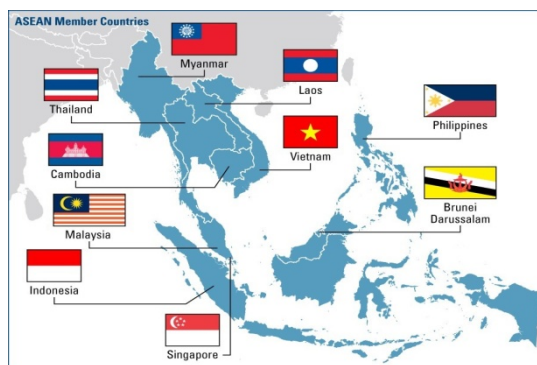 ASEAN Member Countries
Myanmar
Laos
Thailand
Philippines
Vietnam
Cambodia
Brunei
Darussalam
Malaysia
Indonesia
Singapore